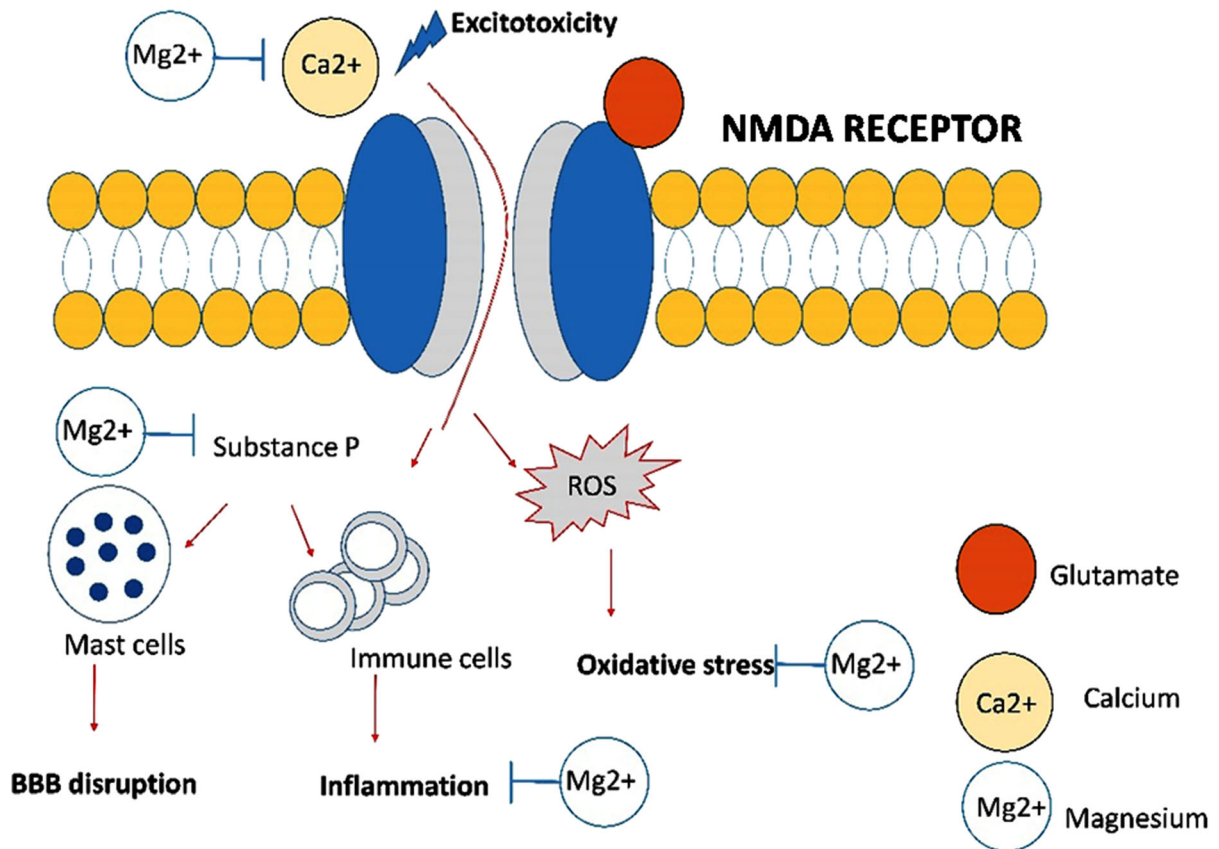 Excitotoxicity
Mg2+
Ca2+
NMDA RECEPTOR
Mg2+
Substance P
ROS
Mast cells
Immune cells
Oxidative stress
Mg2+
BBB disruption
Inflammation
Mg2+
Glutamate
Ca2+
Calcium
Mg2+
Magnesium